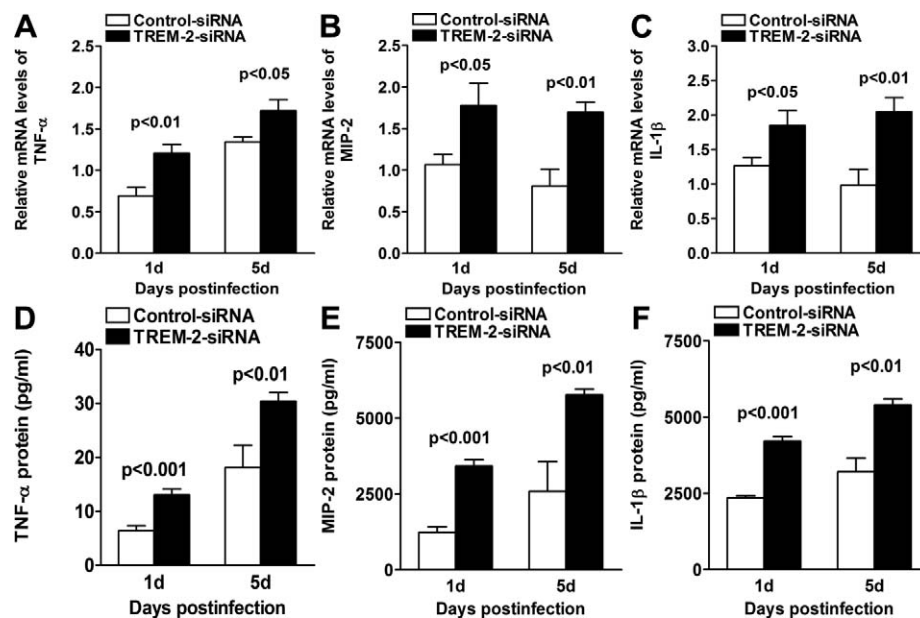 A
Control-siRNA
TREM-2-siRNA
Relative mRNA levels of
TNF-α
2.5
2.0
1.5
1.0
0.5
0.0
p<0.01
p<0.05
1d
5d
Days postinfection
B
Control-siRNA
TREM-2-siRNA
Relative mRNA levels of
MIP-2
2.5
2.0
1.5
1.0
0.5
0.0
p<0.05
p<0.01
1d
5d
Days postinfection
C
Control-siRNA
TREM-2-siRNA
Relative mRNA levels of
IL-1β
3.0
2.5
2.0
1.5
1.0
0.5
0.0
p<0.05
p<0.01
1d
5d
Days postinfection
D
Control-siRNA
TREM-2-siRNA
TNF-α protein (pg/ml)
40
30
20
10
0
p<0.001
p<0.01
1d
5d
Days postinfection
E
Control-siRNA
TREM-2-siRNA
MIP-2 protein (pg/ml)
7500
5000
2500
0
p<0.001
p<0.01
1d
5d
Days postinfection
F
Control-siRNA
TREM-2-siRNA
IL-1β protein (pg/ml)
7500
5000
2500
0
p<0.001
p<0.01
1d
5d
Days postinfection